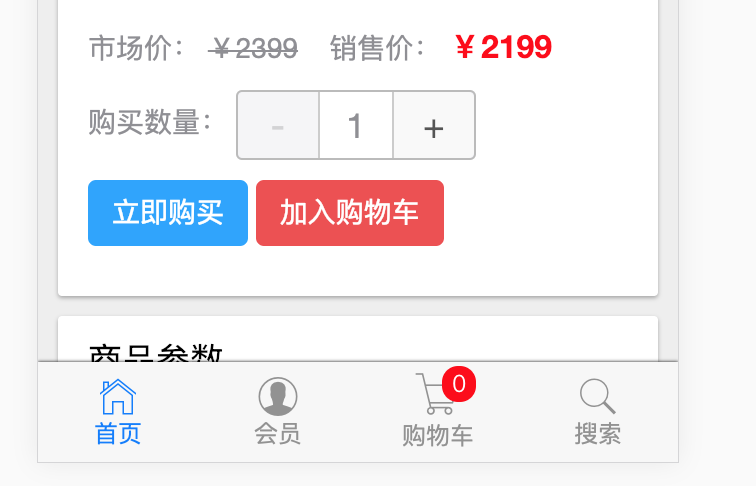 市场价： ￥2399 销售价： ￥2199
购买数量： - 1 +
立即购买 加入购物车
商品参数
0
首页 会员 购物车 搜索